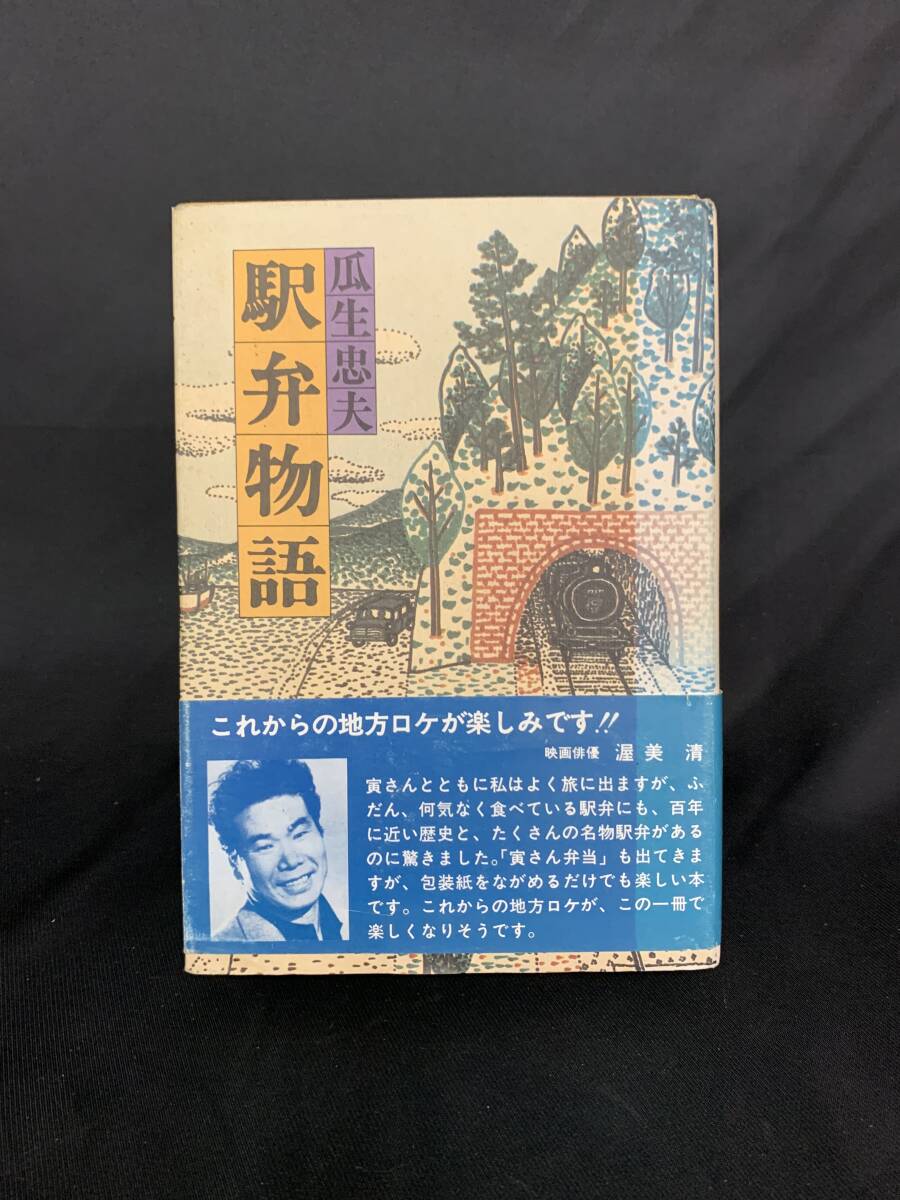 瓜生忠夫
駅弁物語
これからの地方ロケが楽しみです!!
映画俳優 渥美 清
寅さんとともに私はよく旅に出ますが、ふ
だん、何気なく食べている駅弁にも、百年
に近い歴史と、たくさんの名物駅弁がある
のに驚きました。「寅さん弁当」も出てきま
すが、包装紙をながめるだけでも楽しい本
です。これからの地方ロケが、この一冊で
楽しくなりそうです。